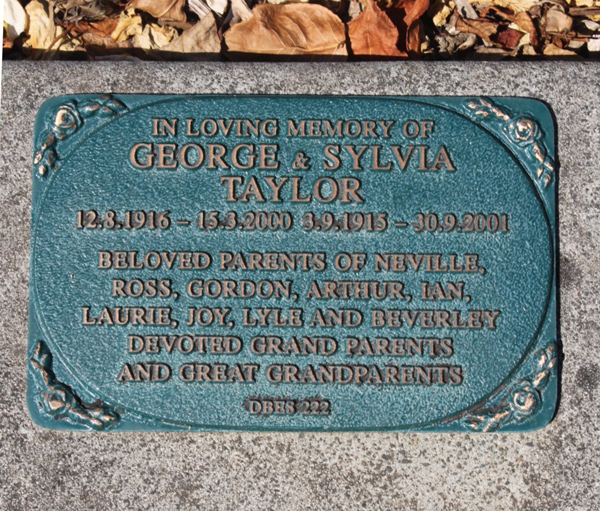 IN LOVING MEMORY OF
GEORGE & SYLVIA
TAYLOR
12.8.1916 – 15.3.2000 3.9.1915 – 30.9.2001
BELOVED PARENTS OF NEVILLE,
ROSS, GORDON, ARTHUR, IAN,
LAURIE, JOY, LYLE AND BEVERLEY
DEVOTED GRAND PARENTS
AND GREAT GRANDPARENTS
DBES 222